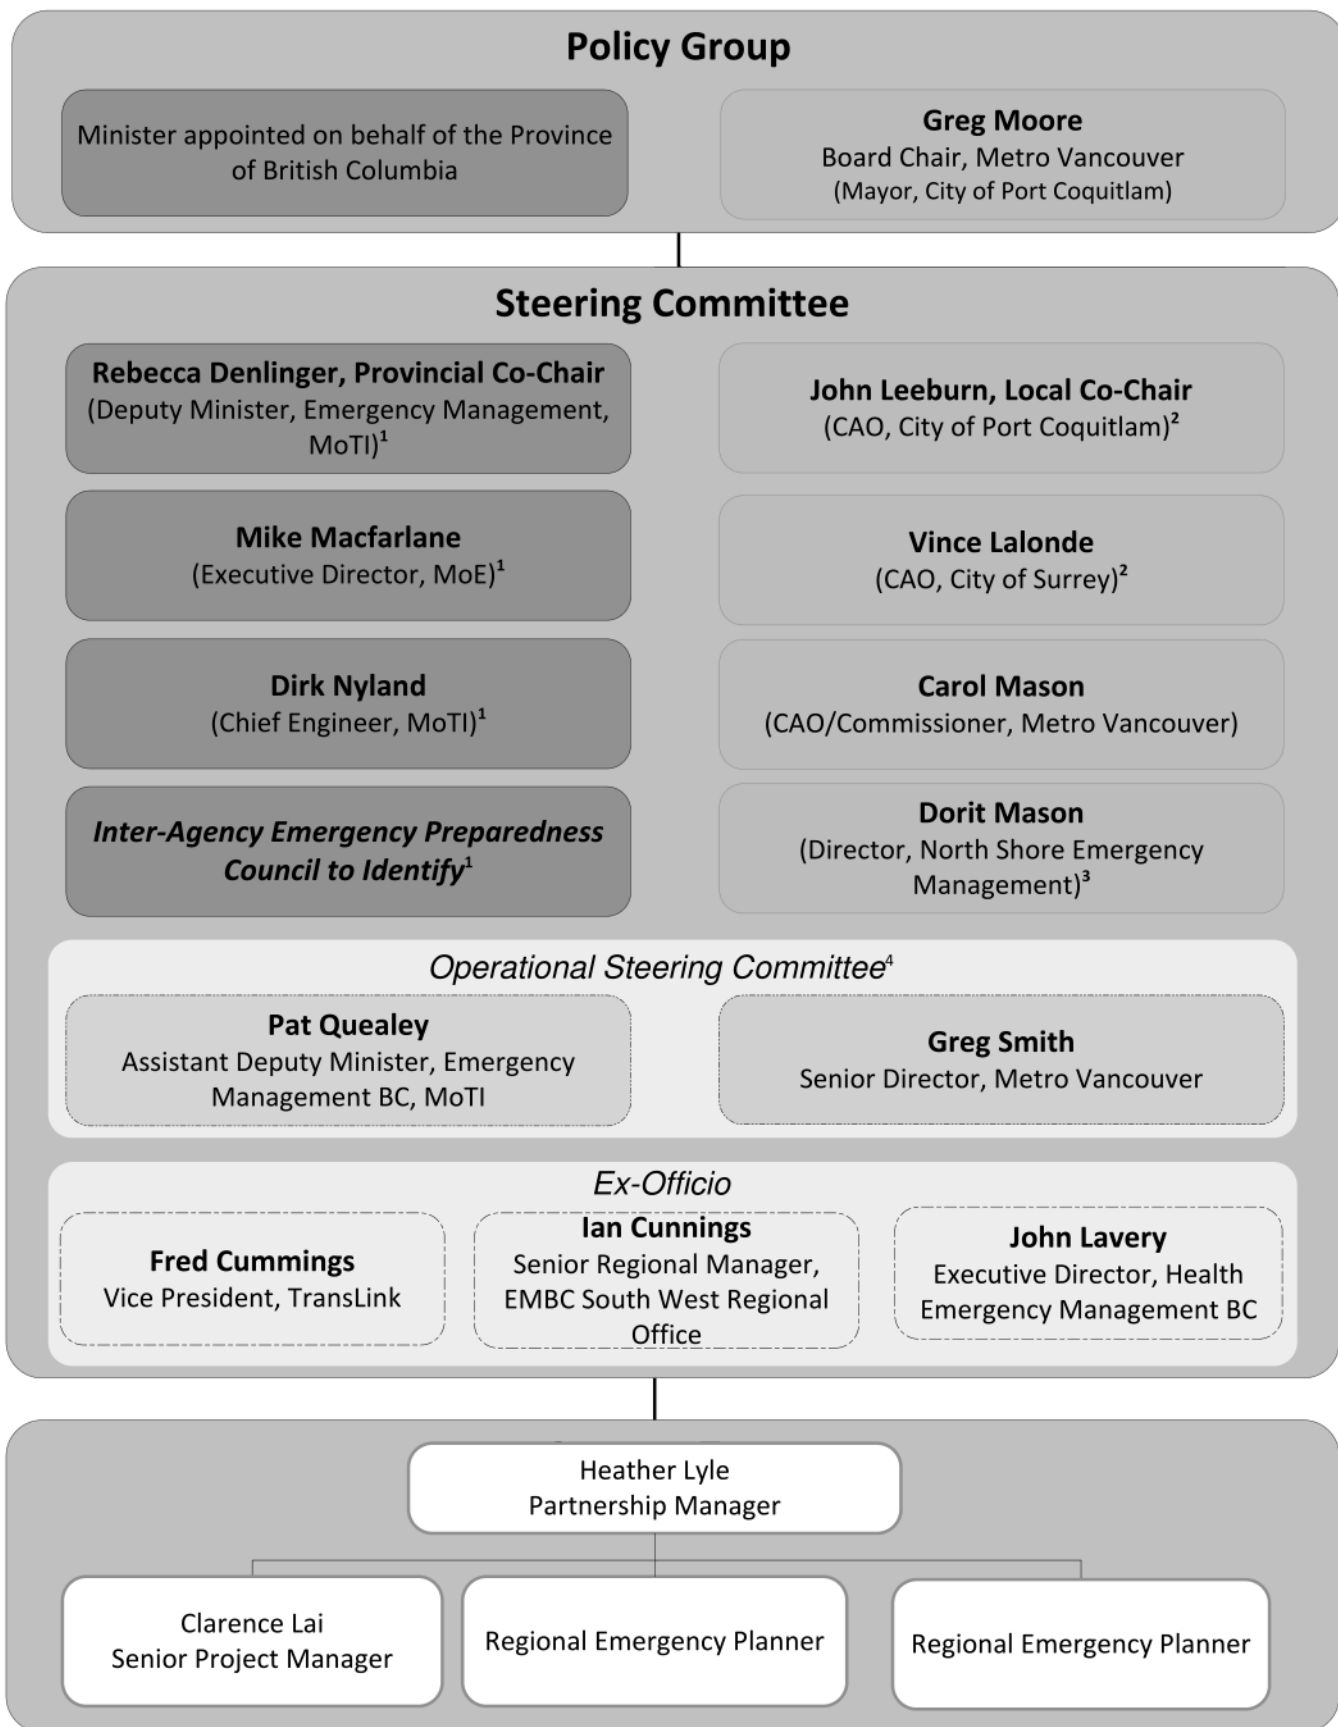 Policy Group
Minister appointed on behalf of the Province
of British Columbia
Greg Moore
Board Chair, Metro Vancouver
(Mayor, City of Port Coquitlam)
Steering Committee
Rebecca Denlinger, Provincial Co-Chair
(Deputy Minister, Emergency Management,
MoTI)¹
John Leeburn, Local Co-Chair
(CAO, City of Port Coquitlam)²
Mike Macfarlane
(Executive Director, MoE)¹
Vince Lalonde
(CAO, City of Surrey)²
Dirk Nyland
(Chief Engineer, MoTI)¹
Carol Mason
(CAO/Commissioner, Metro Vancouver)
Inter-Agency Emergency Preparedness
Council to Identify¹
Dorit Mason
(Director, North Shore Emergency
Management)³
Operational Steering Committee⁴
Pat Quealey
Assistant Deputy Minister, Emergency
Management BC, MoTI
Greg Smith
Senior Director, Metro Vancouver
Ex-Officio
Fred Cummings
Vice President, TransLink
Ian Cunnings
Senior Regional Manager,
EMBC South West Regional
Office
John Lavery
Executive Director, Health
Emergency Management BC
Heather Lyle
Partnership Manager
Clarence Lai
Senior Project Manager
Regional Emergency Planner
Regional Emergency Planner